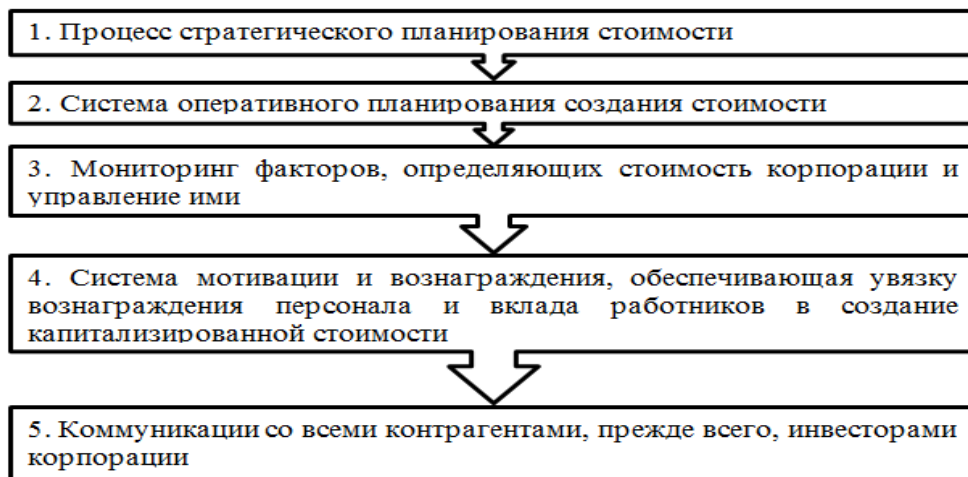 1. Процесс стратегического планирования стоимости
2. Система оперативного планирования создания стоимости
3. Мониторинг факторов, определяющих стоимость корпорации и
управление ими
4. Система мотивации и вознаграждения, обеспечивающая увязку
вознаграждения персонала и вклада работников в создание
капитализированной стоимости
5. Коммуникации со всеми контрагентами, прежде всего, инвесторами
корпорации